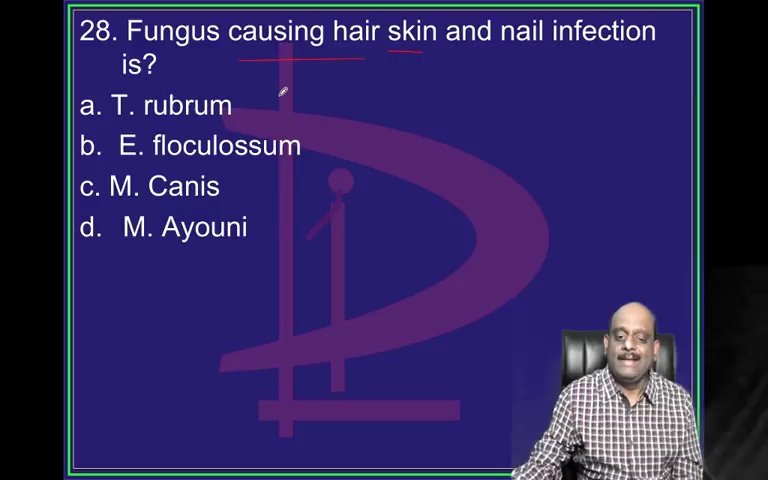 28. Fungus causing hair skin and nail infection
is?
a. T. rubrum
b. E. floculossum
c. M. Canis
d. M. Ayouni